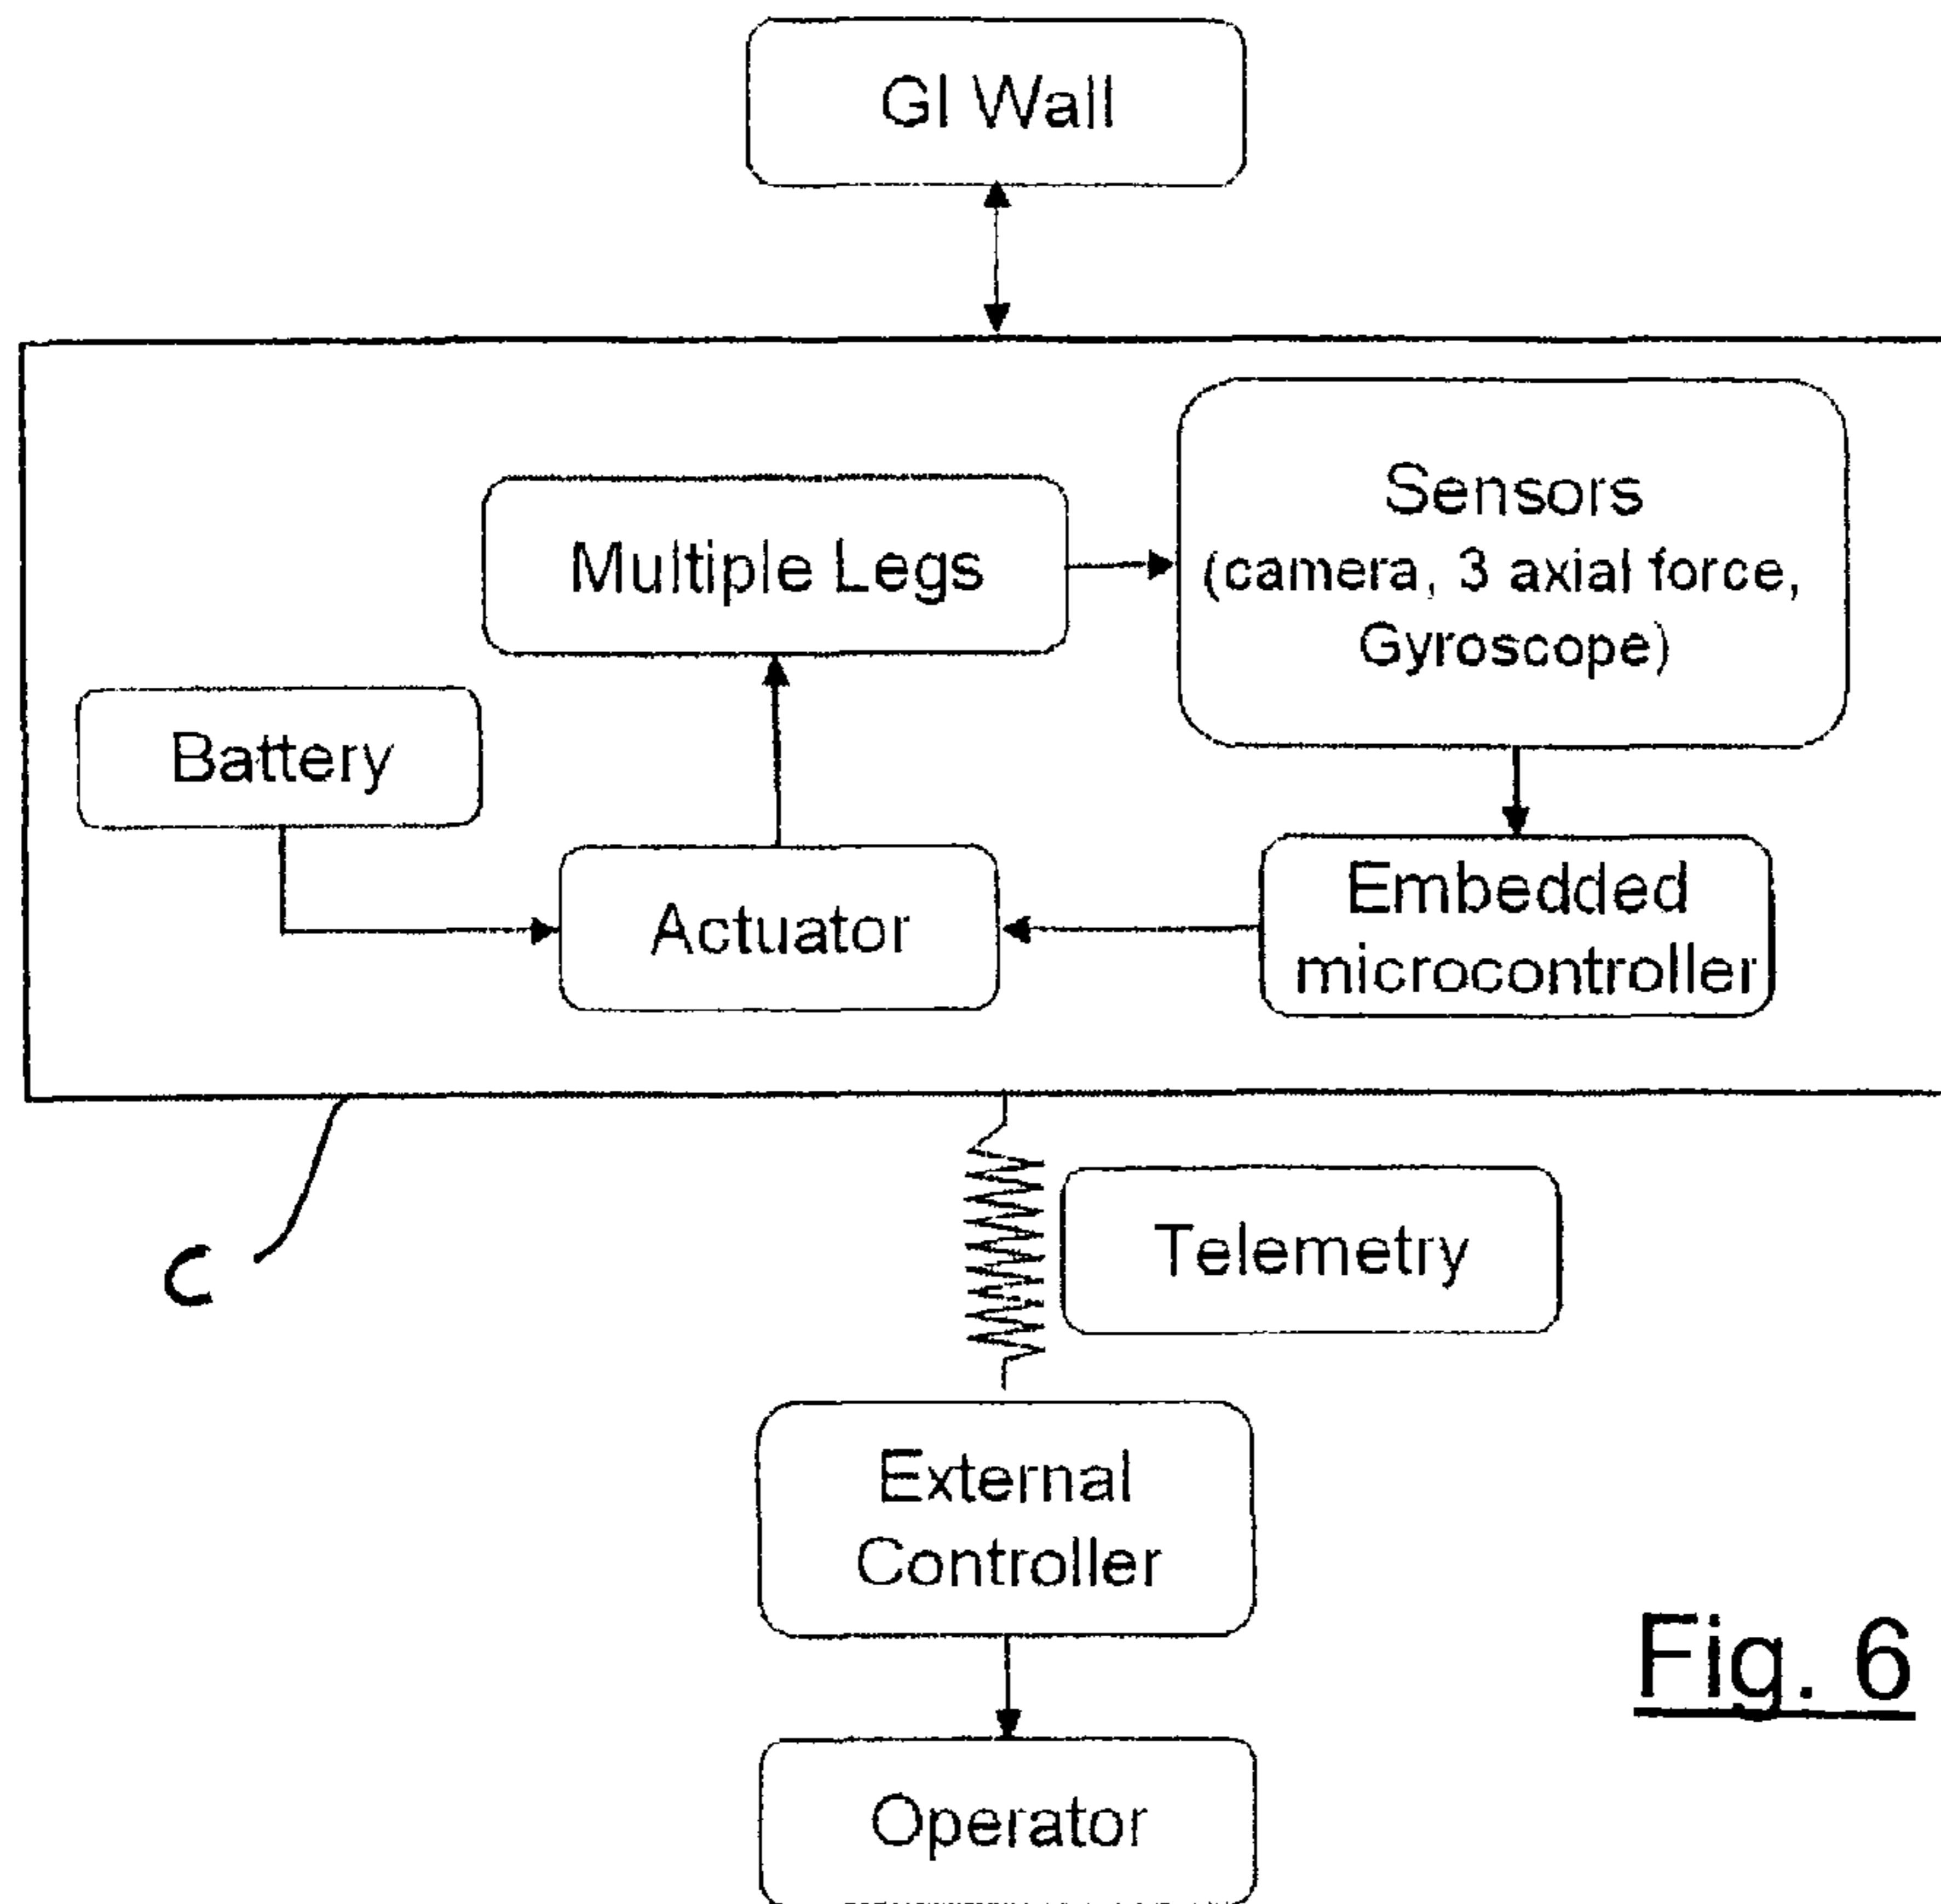 GI Wall
Multiple Legs
Sensors
(camera, 3 axial force,
Gyroscope)
Battery
Actuator
Embedded
microcontroller
C
Telemetry
External
Controller
Operator
Fig. 6